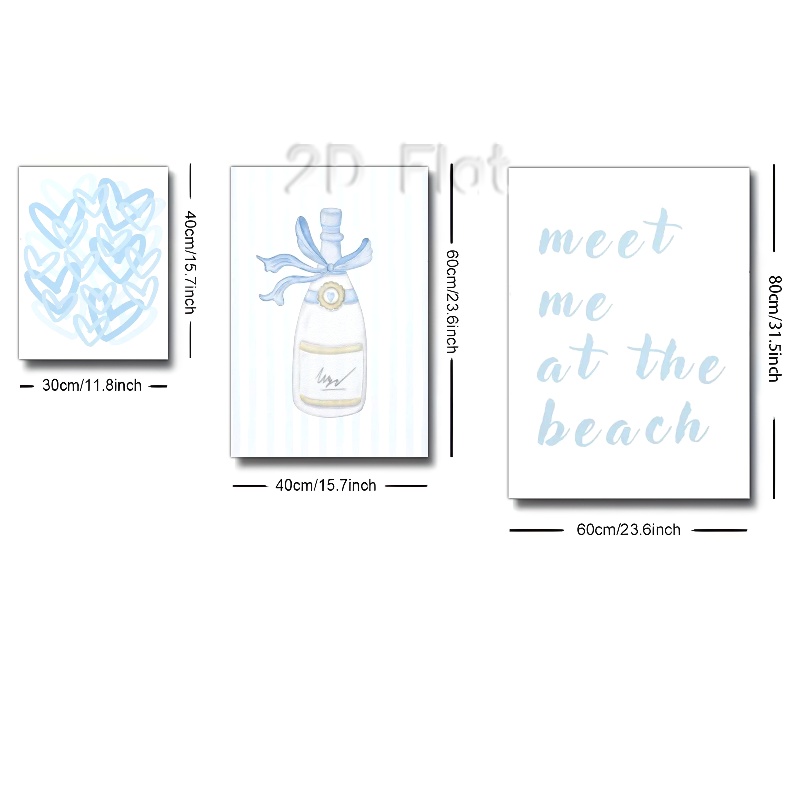 2D Flat
40cm/15.7inch
30cm/11.8inch
60cm/23.6inch
40cm/15.7inch
meet
me
at the
beach
80cm/31.5inch
60cm/23.6inch